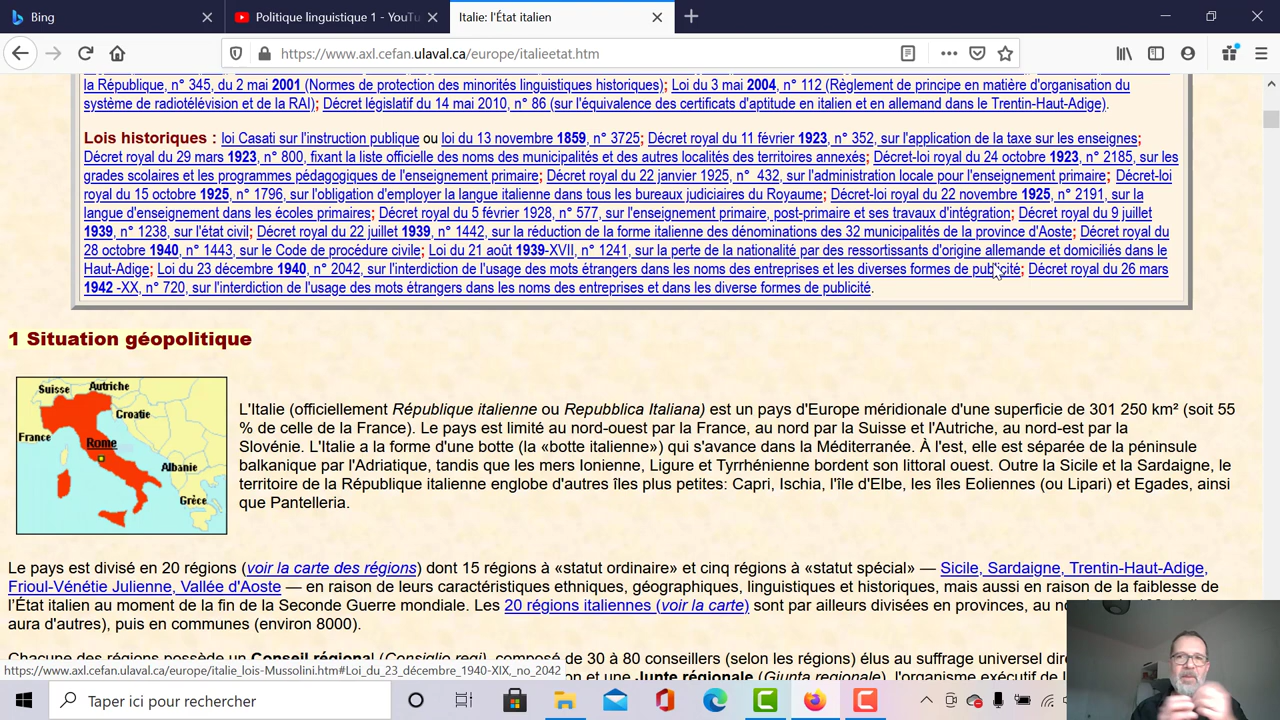 Bing
Politique linguistique 1 - YouTu
Italie: l'État italien
https://www.axl.cefan.ulaval.ca/europe/italieetat.htm
la République, n° 345, du 2 mai 2001 (Normes de protection des minorités linguistiques historiques); Loi du 3 mai 2004, n° 112 (Règlement de principe en matière d'organisation du
système de radiotélévision et de la RAI); Décret législatif du 14 mai 2010, n° 86 (sur l'équivalence des certificats d'aptitude en italien et en allemand dans le Trentin-Haut-Adige).
Lois historiques : loi Casati sur l'instruction publique ou loi du 13 novembre 1859, n° 3725; Décret royal du 11 février 1923, n° 352, sur l'application de la taxe sur les enseignes;
Décret royal du 29 mars 1923, n° 800, fixant la liste officielle des noms des municipalités et des autres localités des territoires annexés; Décret-loi royal du 24 octobre 1923, n° 2185, sur les
grades scolaires et les programmes pédagogiques de l'enseignement primaire; Décret royal du 22 janvier 1925, n° 432, sur l'administration locale pour l'enseignement primaire; Décret-loi
royal du 15 octobre 1925, n° 1796, sur l'obligation d'employer la langue italienne dans tous les bureaux judiciaires du Royaume; Décret-loi royal du 22 novembre 1925, n° 2191, sur la
langue d'enseignement dans les écoles primaires; Décret royal du 5 février 1928, n° 577, sur l'enseignement primaire, post-primaire et ses travaux d'intégration; Décret royal du 9 juillet
1939, n° 1238, sur l'état civil; Décret royal du 22 juillet 1939, n° 1442, sur la réduction de la forme italienne des dénominations des 32 municipalités de la province d'Aoste; Décret royal du
28 octobre 1940, n° 1443, sur le Code de procédure civile; Loi du 21 août 1939-XVII, n° 1241, sur la perte de la nationalité par des ressortissants d'origine allemande et domiciliés dans le
Haut-Adige; Loi du 23 décembre 1940, n° 2042, sur l'interdiction de l'usage des mots étrangers dans les noms des entreprises et les diverses formes de publicité; Décret royal du 26 mars
1942 -XX, n° 720, sur l'interdiction de l'usage des mots étrangers dans les noms des entreprises et dans les diverse formes de publicité.
1 Situation géopolitique
Suisse
Autriche
Croatie
France
Rome
Albanie
Grèce
L'Italie (officiellement République italienne ou Repubblica Italiana) est un pays d'Europe méridionale d'une superficie de 301 250 km² (soit 55
% de celle de la France). Le pays est limité au nord-ouest par la France, au nord par la Suisse et l'Autriche, au nord-est par la
Slovénie. L'Italie a la forme d'une botte (la «botte italienne») qui s'avance dans la Méditerranée. À l'est, elle est séparée de la péninsule
balkanique par l'Adriatique, tandis que les mers Ionienne, Ligure et Tyrrhénienne bordent son littoral ouest. Outre la Sicile et la Sardaigne, le
territoire de la République italienne englobe d'autres îles plus petites: Capri, Ischia, l'île d'Elbe, les îles Eoliennes (ou Lipari) et Egades, ainsi
que Pantelleria.
Le pays est divisé en 20 régions (voir la carte des régions) dont 15 régions à «statut ordinaire» et cinq régions à «statut spécial» — Sicile, Sardaigne, Trentin-Haut-Adige,
Frioul-Vénétie Julienne, Vallée d'Aoste — en raison de leurs caractéristiques ethniques, géographiques, linguistiques et historiques, mais aussi en raison de la faiblesse de
l'État italien au moment de la fin de la Seconde Guerre mondiale. Les 20 régions italiennes (voir la carte) sont par ailleurs divisées en provinces, au
aura d'autres), puis en communes (environ 8000).
Chacune des régions possède un Conseil régional (Consiglio regi), composé de 30 à 80 conseillers (selon les régions) élus au suffrage universel
https://www.axl.cefan.ulaval.ca/europe/italie_lois-Mussolini.htm#Loi_du_23_décembre_1940-XIX_no_2042
et une Junte régionale (Giunta regionale), l'organisme exécutif de
Taper ici pour rechercher